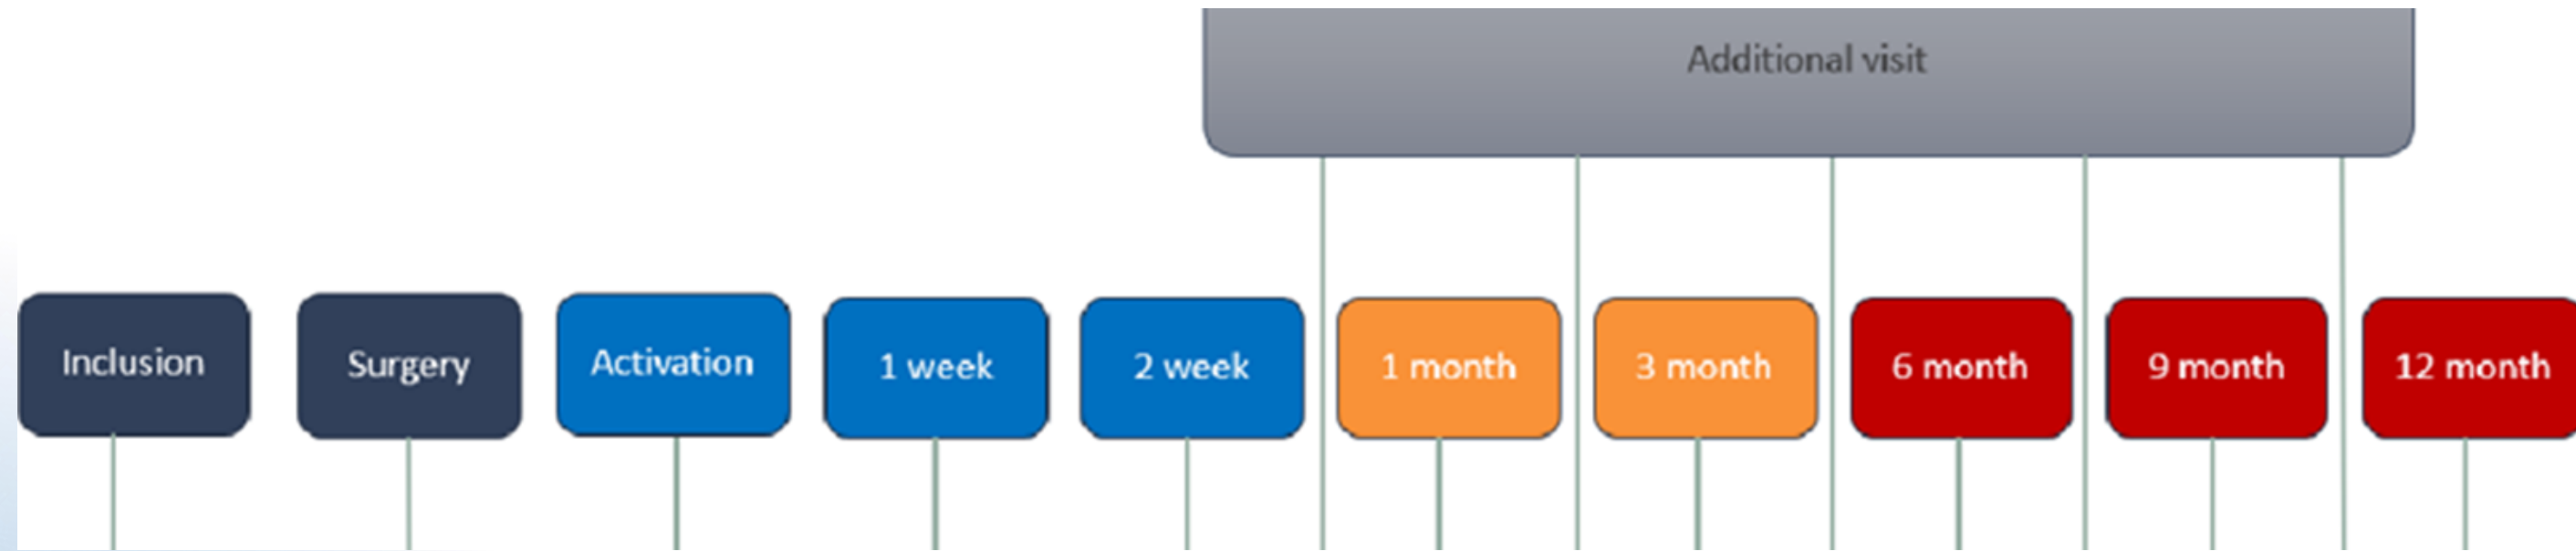 Additional visit
Inclusion
Surgery
Activation
1 week
2 week
1 month
3 month
6 month
9 month
12 month